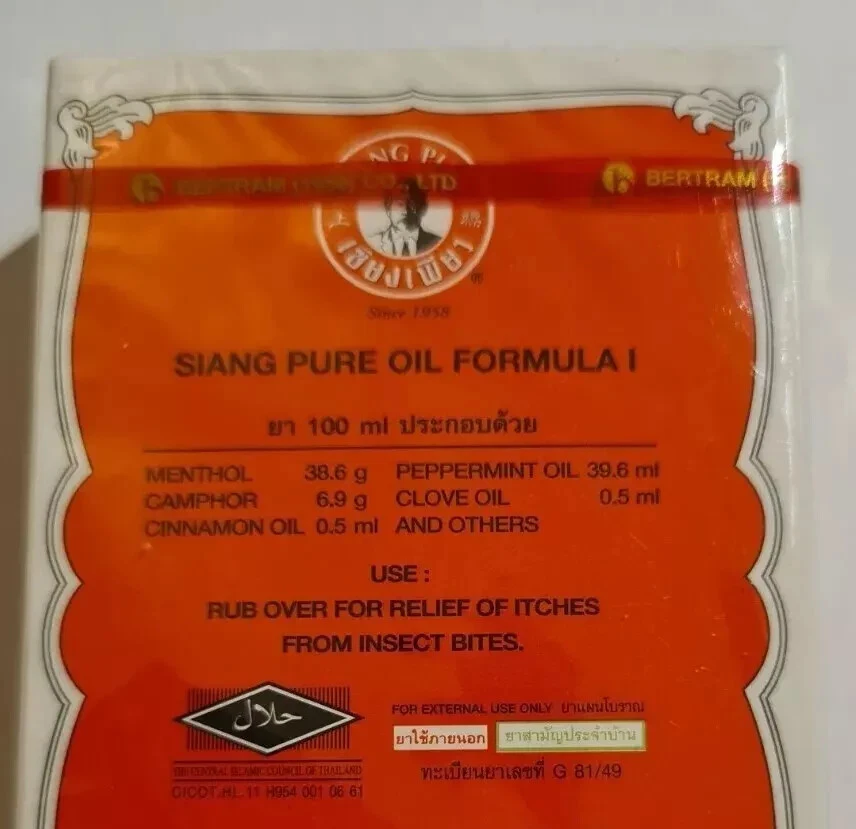 BERTRAM (1958) CO., LTD BERTRAM (
NG PU
เซียงเพียว
®
Since 1958
SIANG PURE OIL FORMULA I
ยา 100 ml ประกอบด้วย
MENTHOL 38.6 g PEPPERMINT OIL 39.6 ml
CAMPHOR 6.9 g CLOVE OIL 0.5 ml
CINNAMON OIL 0.5 ml AND OTHERS
USE :
RUB OVER FOR RELIEF OF ITCHES
FROM INSECT BITES.
حلال
FOR EXTERNAL USE ONLY ยาแผนโบราณ
ยาใช้ภายนอก ยาสามัญประจำบ้าน
THE CENTRAL ISLAMIC COUNCIL OF THAILAND
ทะเบียนยาเลขที่ G 81/49
CICOT.HL. 11 H954 001 06 61